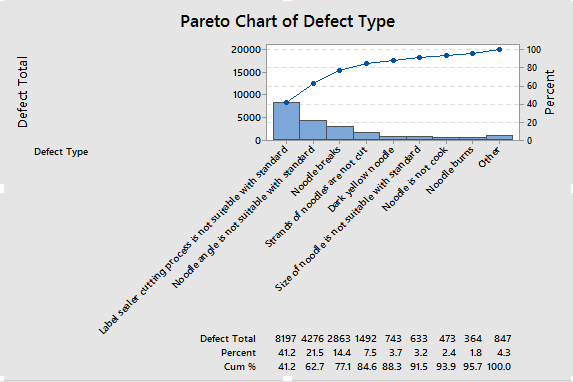 Pareto Chart of Defect Type
Defect Total
20000
15000
10000
5000
0
100
80
60
40
20
0
Percent
Defect Type
Label sealer cutting process is not suitable with standard
Noodle angle is not suitable with standard
Noodle breaks
Strands of noodles are not cut
Dark yellow noodle
Size of noodle is not suitable with standard
Noodle is not cook
Noodle burns
Other
Defect Total 8197 4276 2863 1492 743 633 473 364 847
Percent 41.2 21.5 14.4 7.5 3.7 3.2 2.4 1.8 4.3
Cum % 41.2 62.7 77.1 84.6 88.3 91.5 93.9 95.7 100.0